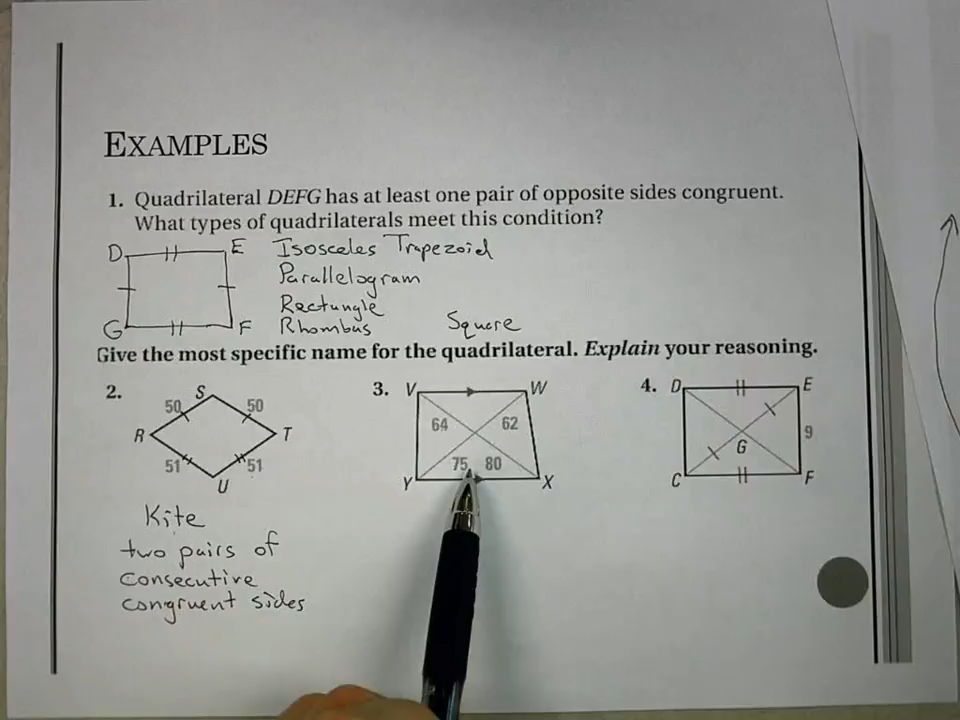 EXAMPLES
1. Quadrilateral DEFG has at least one pair of opposite sides congruent.
What types of quadrilaterals meet this condition?
D E Isosceles Trapezoid
Parallelogram
Rectangle
G F Rhombus Square
Give the most specific name for the quadrilateral. Explain your reasoning.
2. S 3. V W 4. D E
50 50 64 62 9
R T G
51 51 75 80
U Y X C F
Kite
two pairs of
consecutive
congruent sides